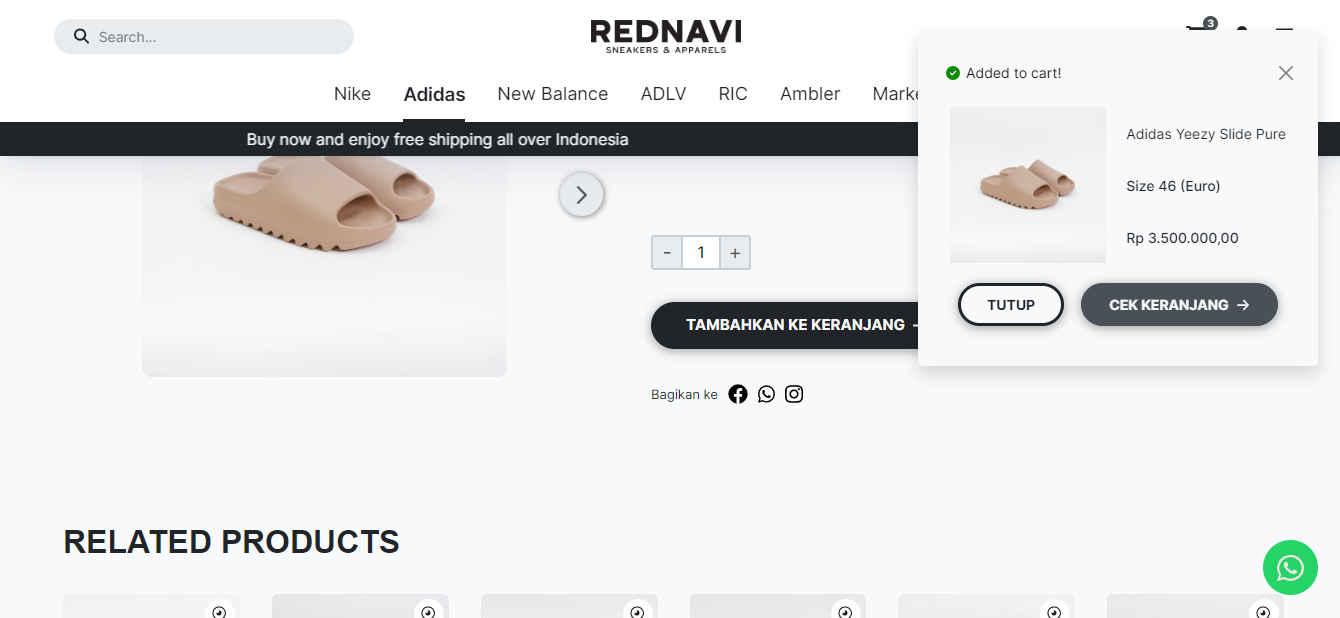 Search...
REDNAVI
SNEAKERS & APPARELS
3
Nike
Adidas
New Balance
ADLV
RIC
Ambler
Buy now and enjoy free shipping all over Indonesia
Added to cart!
Adidas Yeezy Slide Pure
Size 46 (Euro)
Rp 3.500.000,00
TUTUP
CEK KERANJANG →
- 1 +
TAMBAHKAN KE KERANJANG
Bagikan ke
RELATED PRODUCTS